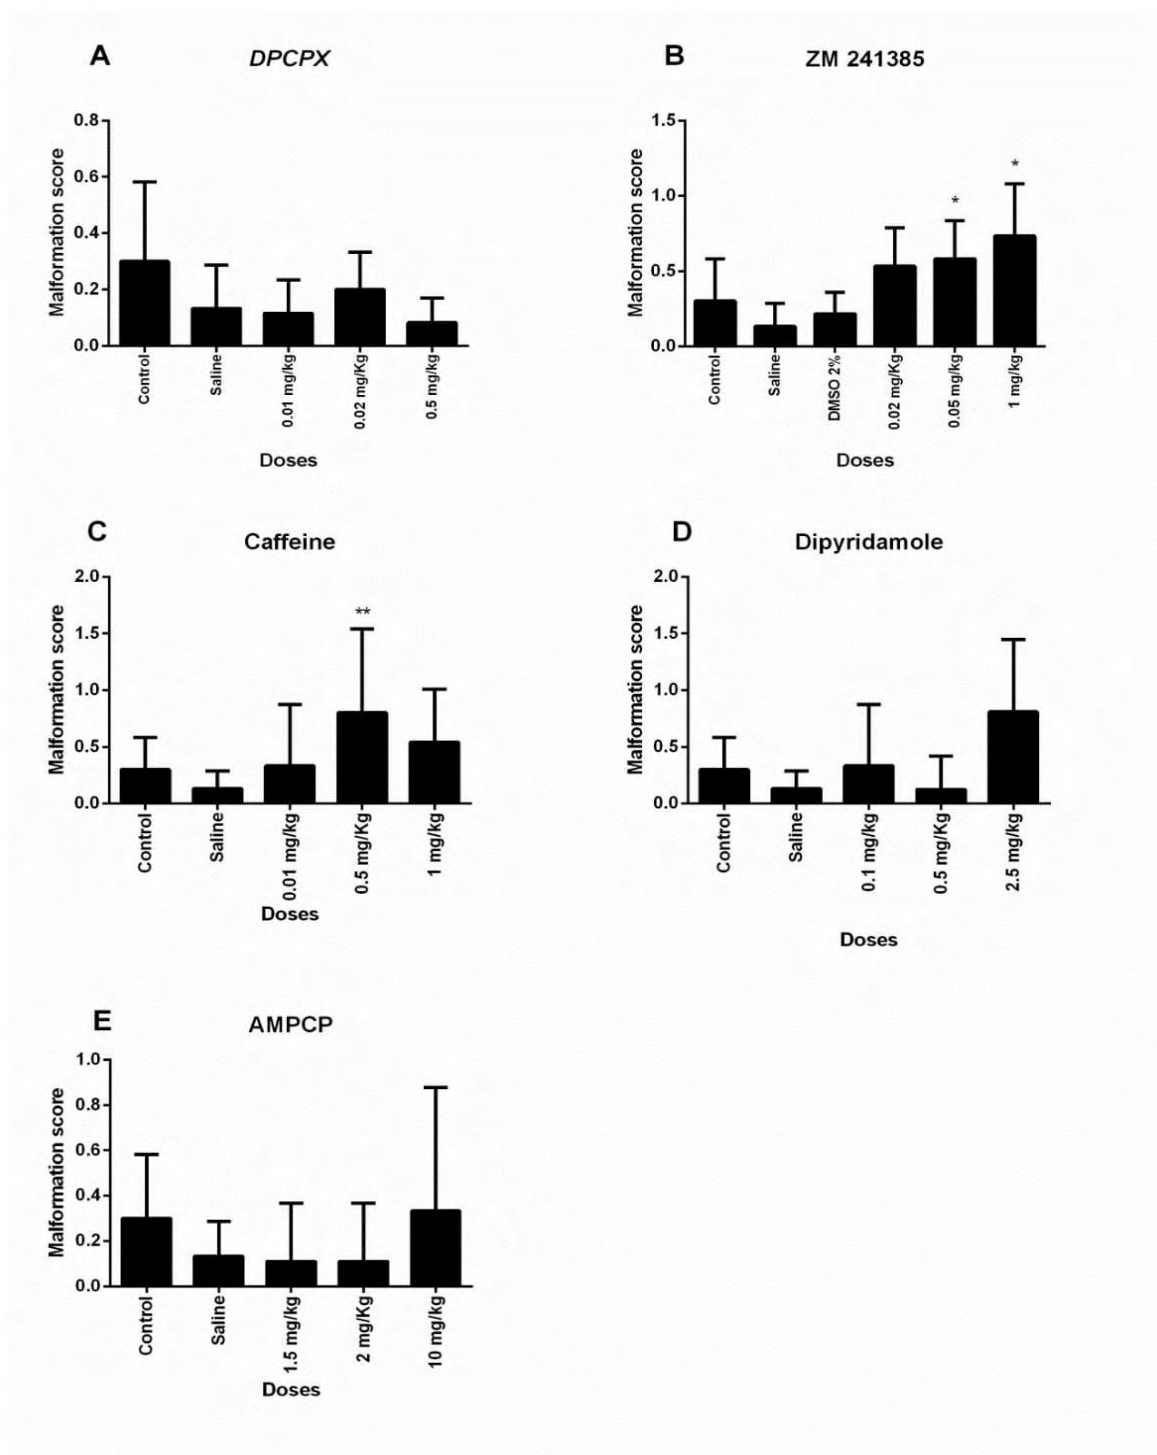 A
DPCPX
Malformation score
0.8
0.6
0.4
0.2
0.0
Control
Saline
0.01 mg/kg
0.02 mg/Kg
0.5 mg/kg
Doses
B
ZM 241385
Malformation score
1.5
1.0
0.5
0.0
*
*
Control
Saline
DMSO 2%
0.02 mg/Kg
0.05 mg/kg
1 mg/kg
Doses
C
Caffeine
Malformation score
2.0
1.5
1.0
0.5
0.0
**
Control
Saline
0.01 mg/kg
0.5 mg/Kg
1 mg/kg
Doses
D
Dipyridamole
Malformation score
2.0
1.5
1.0
0.5
0.0
Control
Saline
0.1 mg/kg
0.5 mg/Kg
2.5 mg/kg
Doses
E
AMPCP
Malformation score
1.0
0.8
0.6
0.4
0.2
0.0
Control
Saline
1.5 mg/kg
2 mg/Kg
10 mg/kg
Doses